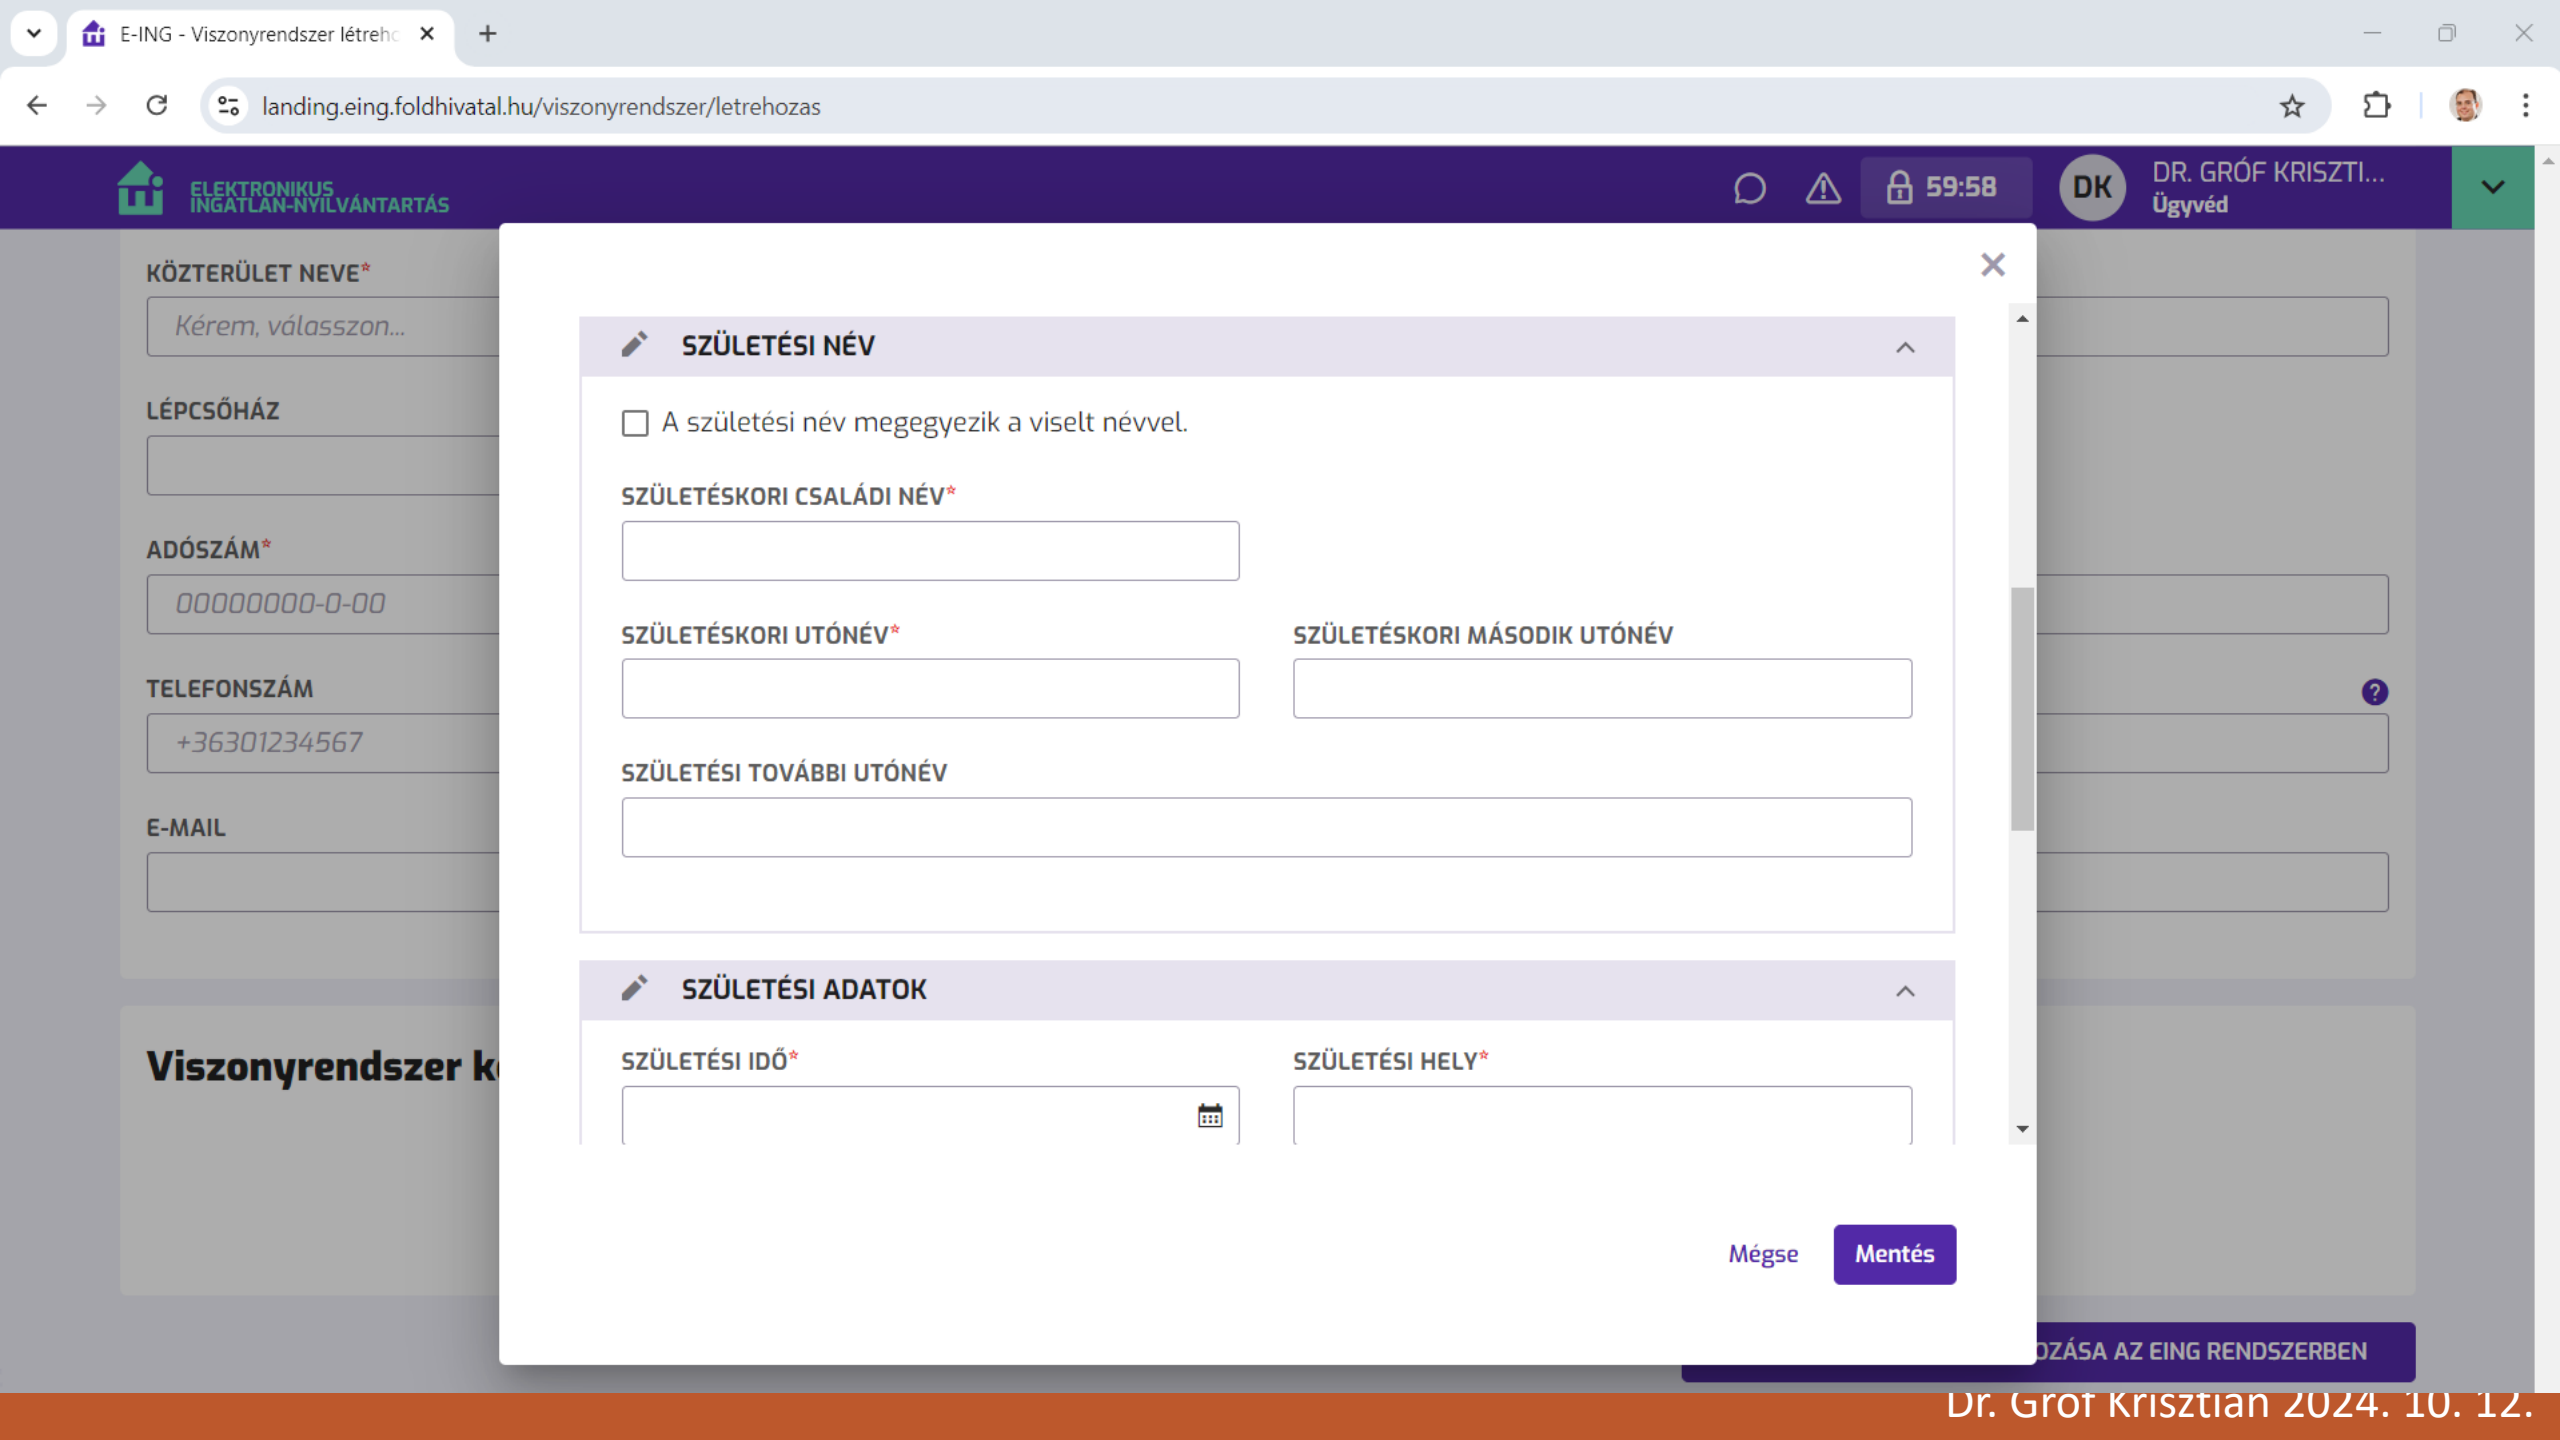 E-ING - Viszonyrendszer létreho
landing.eing.foldhivatal.hu/viszonyrendszer/letrehozas
ELEKTRONIKUS
INGATLAN-NYILVÁNTARTÁS
59:58
DK
DR. GRÓF KRISZTI...
Ügyvéd
KÖZTERÜLET NEVE*
Kérem, válasszon...
LÉPCSŐHÁZ
ADÓSZÁM*
00000000-0-00
TELEFONSZÁM
+36301234567
?
E-MAIL
Viszonyrendszer k
SZÜLETÉSI NÉV
A születési név megegyezik a viselt névvel.
SZÜLETÉSKORI CSALÁDI NÉV*
SZÜLETÉSKORI UTÓNÉV*
SZÜLETÉSKORI MÁSODIK UTÓNÉV
SZÜLETÉSI TOVÁBBI UTÓNÉV
SZÜLETÉSI ADATOK
SZÜLETÉSI IDŐ*
SZÜLETÉSI HELY*
Mégse
Mentés
OZÁSA AZ EING RENDSZERBEN
Dr. Gróf Krisztián 2024. 10. 12.